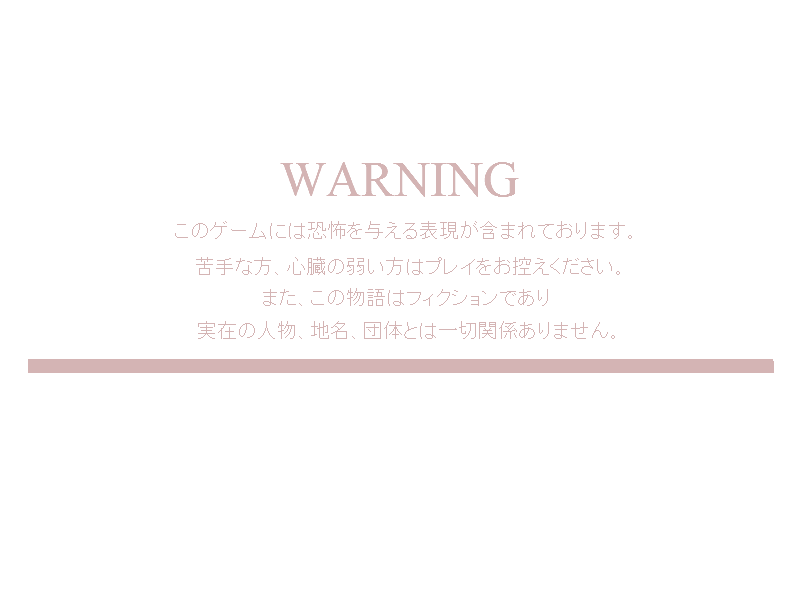 WARNING
このゲームには恐怖を与える表現が含まれております。
苦手な方、心臓の弱い方はプレイをお控えください。
また、この物語はフィクションであり
実在の人物、地名、団体とは一切関係ありません。